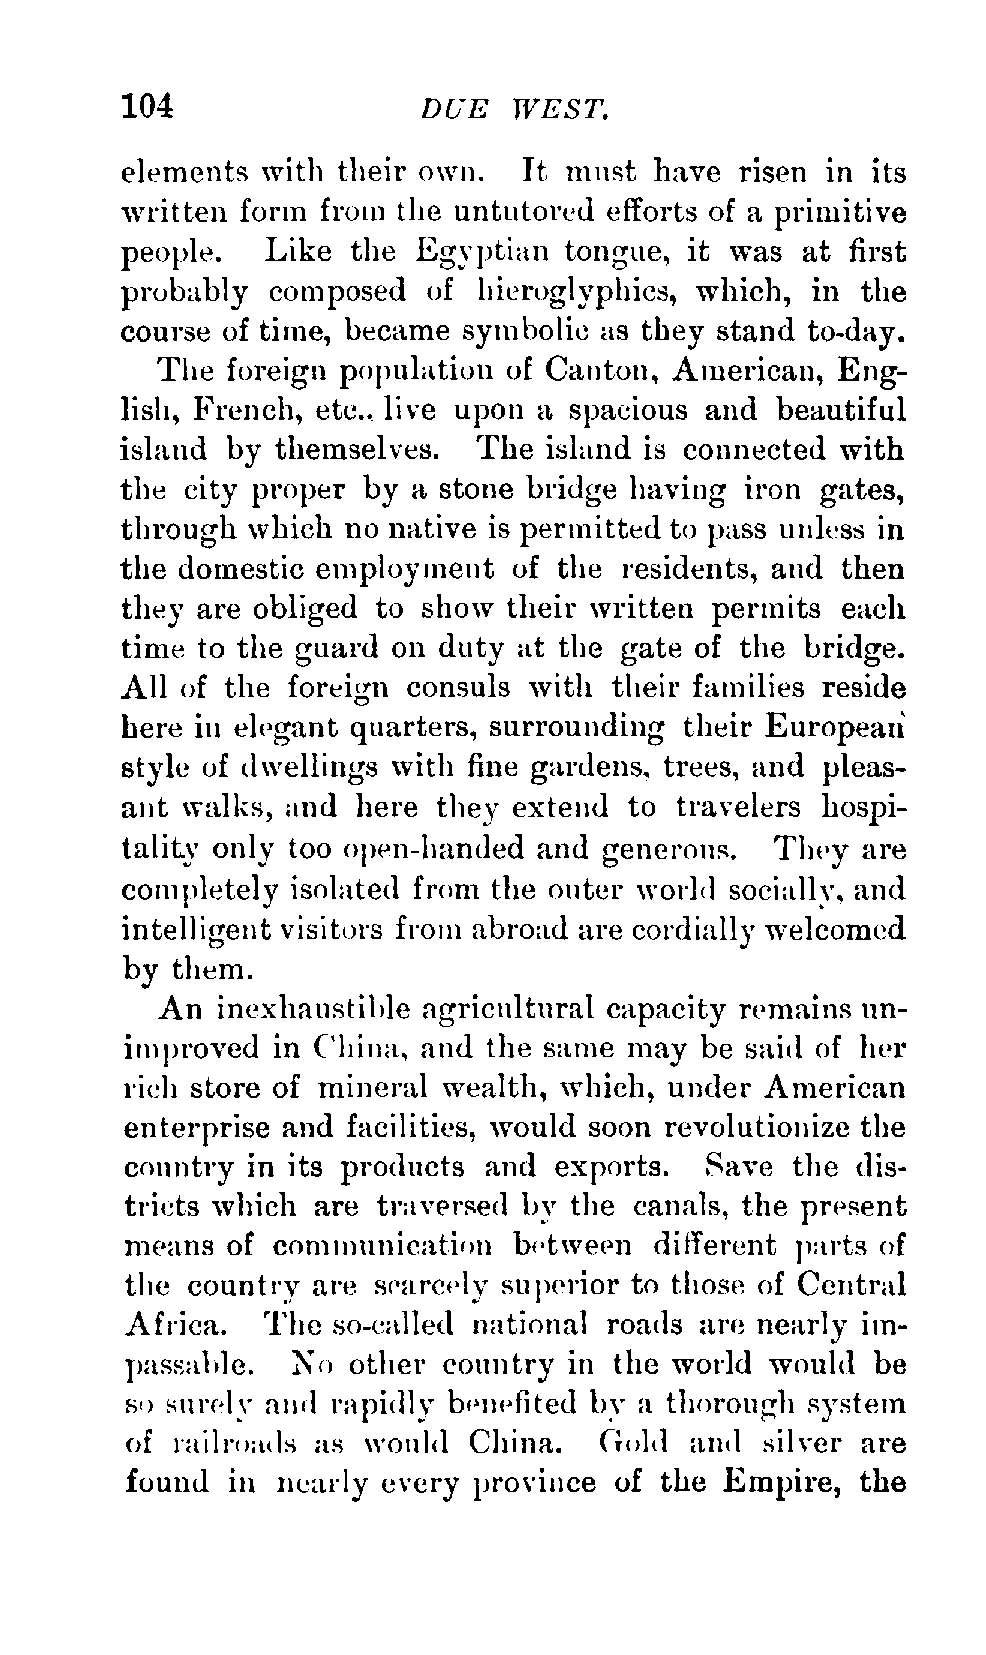 104 DUE WEST.
elements with their own. It must have risen in its
written form from the untutored efforts of a primitive
people. Like the Egyptian tongue, it was at first
probably composed of hieroglyphics, which, in the
course of time, became symbolic as they stand to-day.
The foreign population of Canton, American, Eng-
lish, French, etc., live upon a spacious and beautiful
island by themselves. The island is connected with
the city proper by a stone bridge having iron gates,
through which no native is permitted to pass unless in
the domestic employment of the residents, and then
they are obliged to show their written permits each
time to the guard on duty at the gate of the bridge.
All of the foreign consuls with their families reside
here in elegant quarters, surrounding their European
style of dwellings with fine gardens, trees, and pleas-
ant walks, and here they extend to travelers hospi-
tality only too open-handed and generous. They are
completely isolated from the outer world socially, and
intelligent visitors from abroad are cordially welcomed
by them.
An inexhaustible agricultural capacity remains un-
improved in China, and the same may be said of her
rich store of mineral wealth, which, under American
enterprise and facilities, would soon revolutionize the
country in its products and exports. Save the dis-
tricts which are traversed by the canals, the present
means of communication between different parts of
the country are scarcely superior to those of Central
Africa. The so-called national roads are nearly im-
passable. No other country in the world would be
so surely and rapidly benefited by a thorough system
of railroads as would China. Gold and silver are
found in nearly every province of the Empire, the